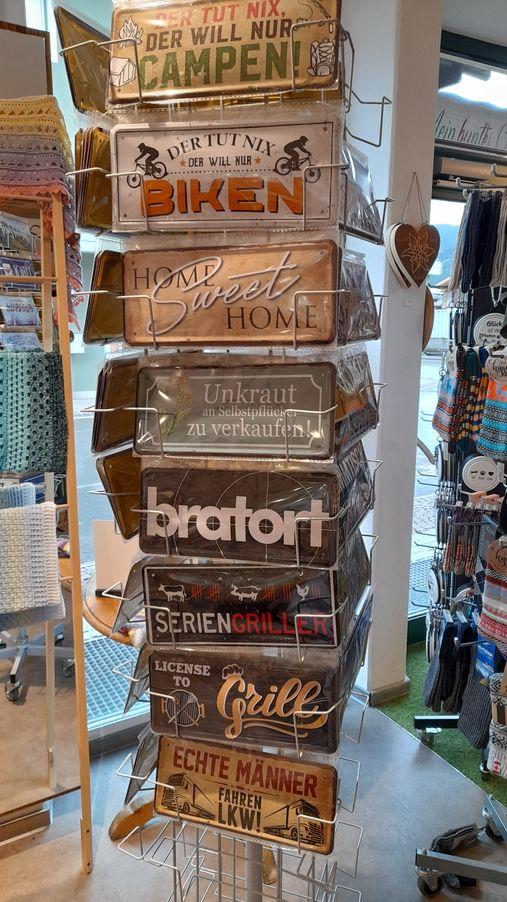 DER TUT NIX,
DER WILL NUR
CAMPEN!
DER TUT NIX
DER WILL NUR
BIKEN
HOME
Sweet
HOME
Unkraut
an Selbstpflücker
zu verkaufen!
bratort
SERIENGRILLER
LICENSE
TO
Grill
ECHTE MÄNNER
FAHREN
LKW!